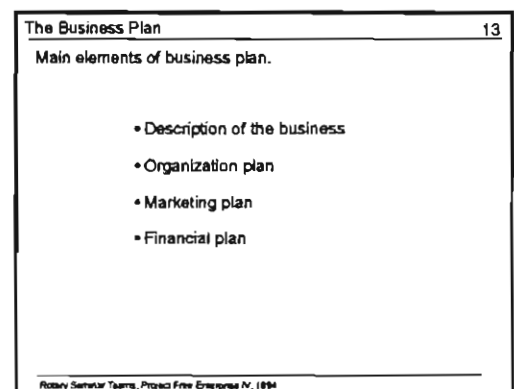 The Business Plan 13
Main elements of business plan.
• Description of the business
• Organization plan
• Marketing plan
• Financial plan
Rotary Seminar Teams, Project Free Enterprise IV, 1994